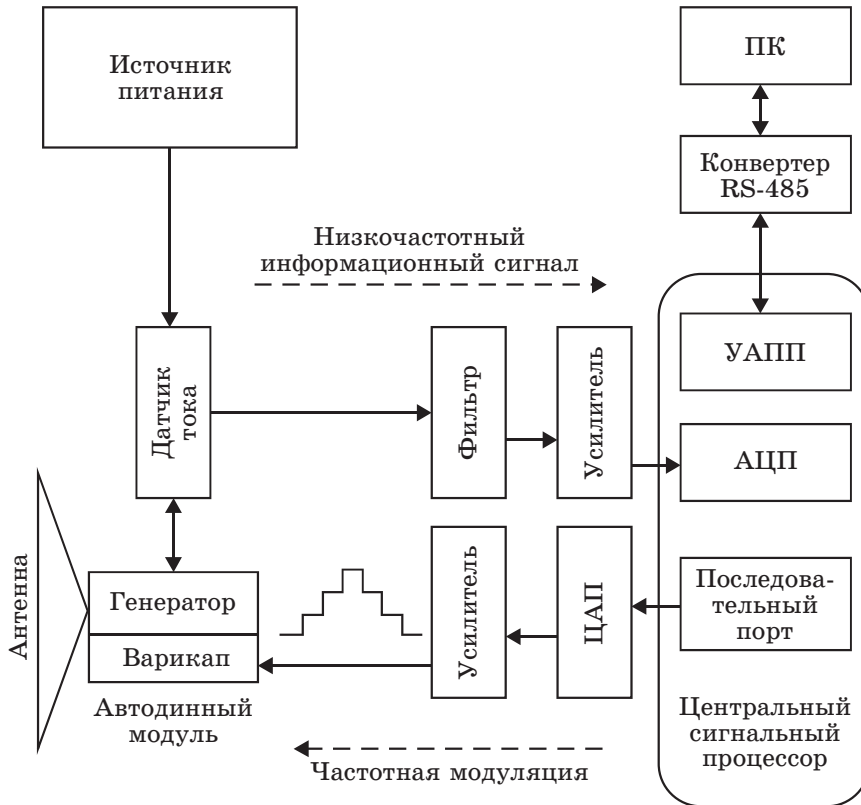 Источник
питания
ПК
Конвертер
RS-485
Низкочастотный
информационный сигнал
УАПП
Датчик
тока
Фильтр
Усилитель
АЦП
Антенна
Генератор
Варикап
Автодинный
модуль
Усилитель
ЦАП
Последова-
тельный
порт
Центральный
сигнальный
процессор
Частотная модуляция